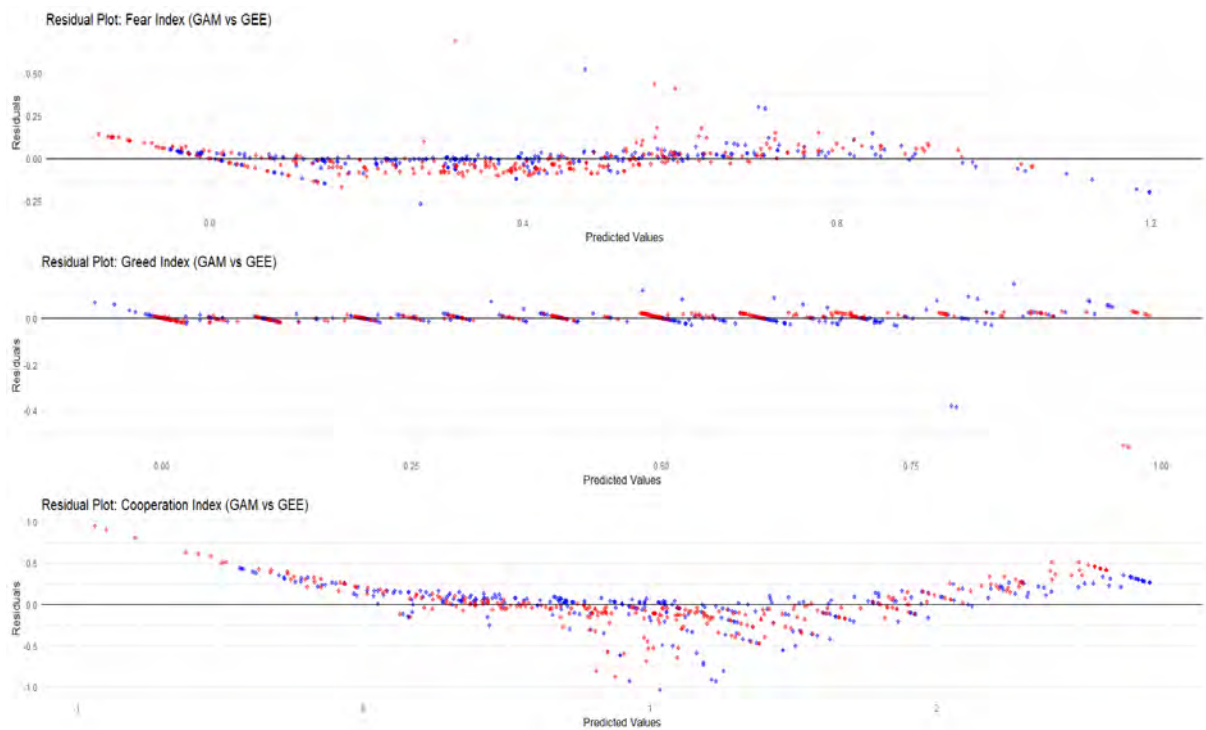 Residual Plot: Fear Index (GAM vs GEE)
0.50
0.25
0.00
-0.25
Residuals
0.0
0.4
0.8
1.2
Predicted Values
Residual Plot: Greed Index (GAM vs GEE)
0.0
-0.2
-0.4
Residuals
0.00
0.25
0.50
0.75
1.00
Predicted Values
Residual Plot: Cooperation Index (GAM vs GEE)
1.0
0.5
0.0
-0.5
-1.0
Residuals
0
1
2
Predicted Values